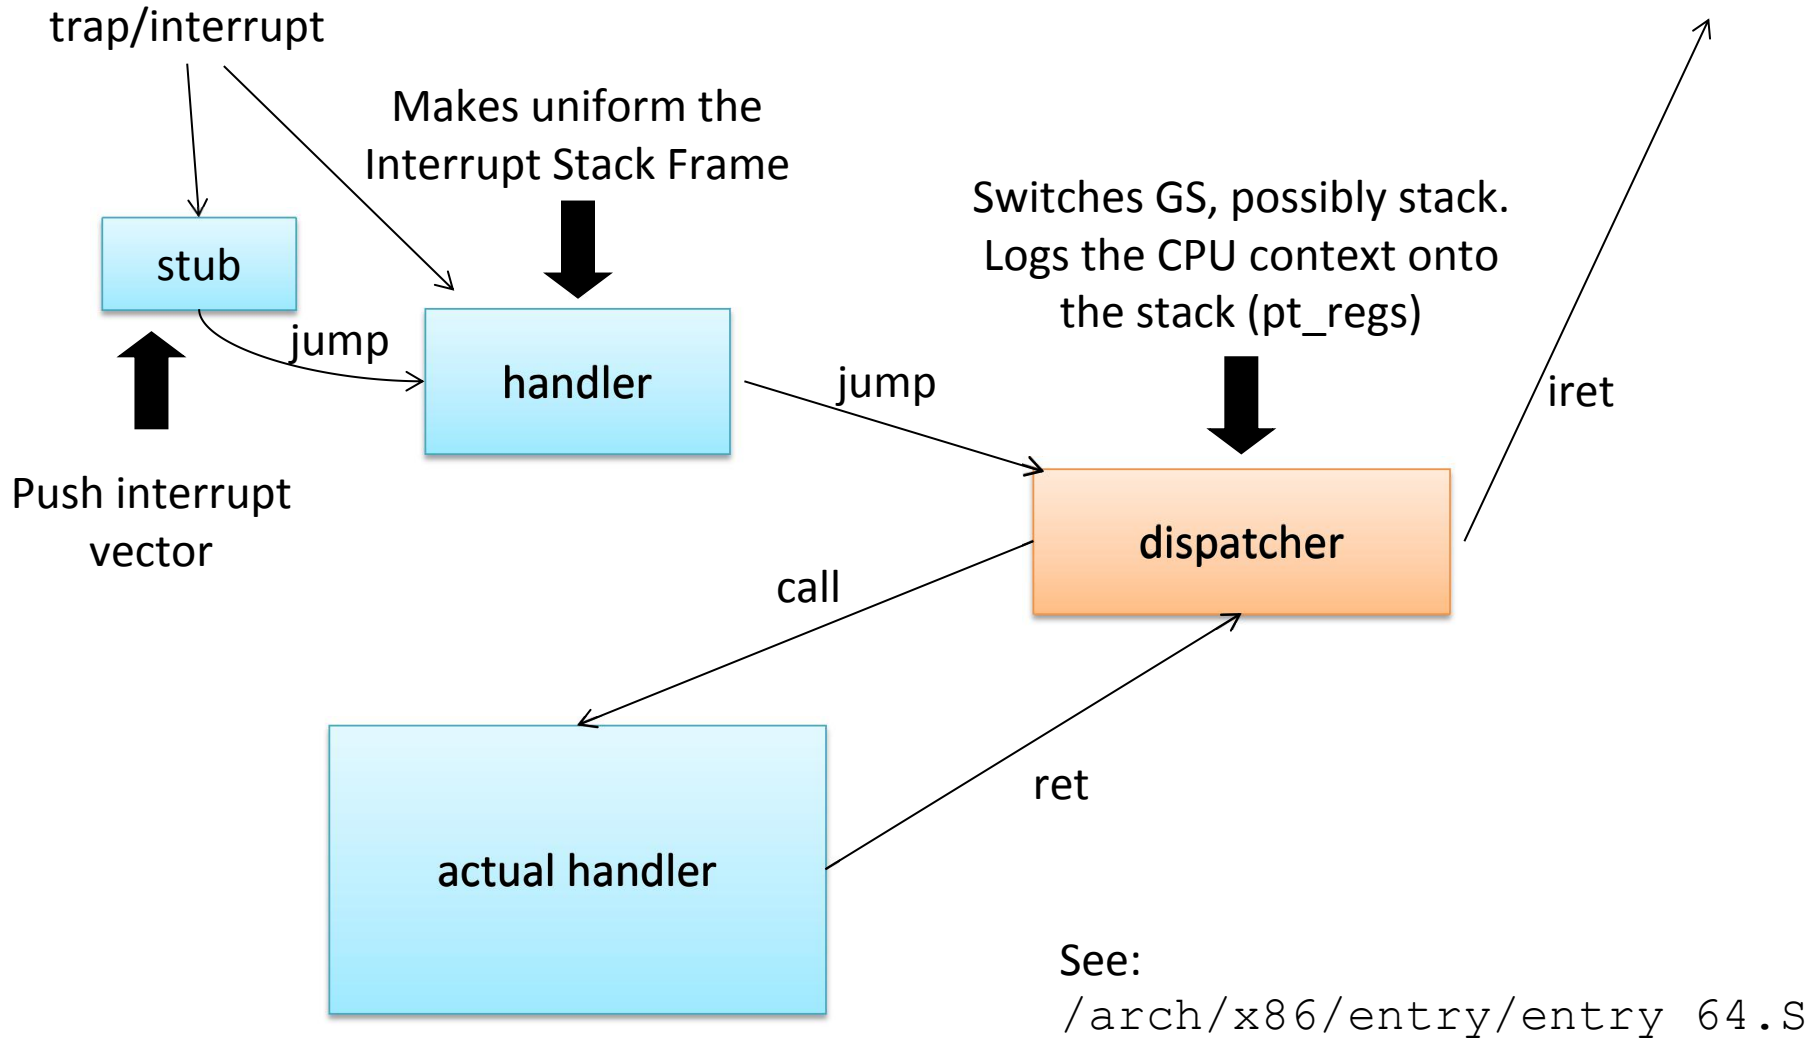 trap/interrupt
Makes uniform the
Interrupt Stack Frame
Switches GS, possibly stack.
Logs the CPU context onto
the stack (pt_regs)
stub
jump
handler
jump
iret
Push interrupt
vector
dispatcher
call
ret
actual handler
See:
/arch/x86/entry/entry 64.S